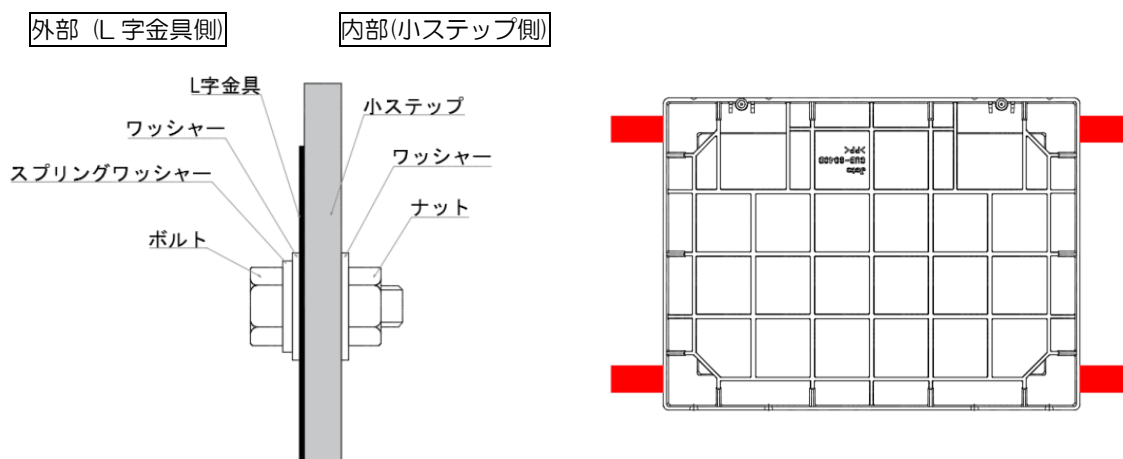 外部 (L 字金具側)
内部(小ステップ側)
L字金具
小ステップ
ワッシャー
ワッシャー
スプリングワッシャー
ナット
ボルト
>PP<